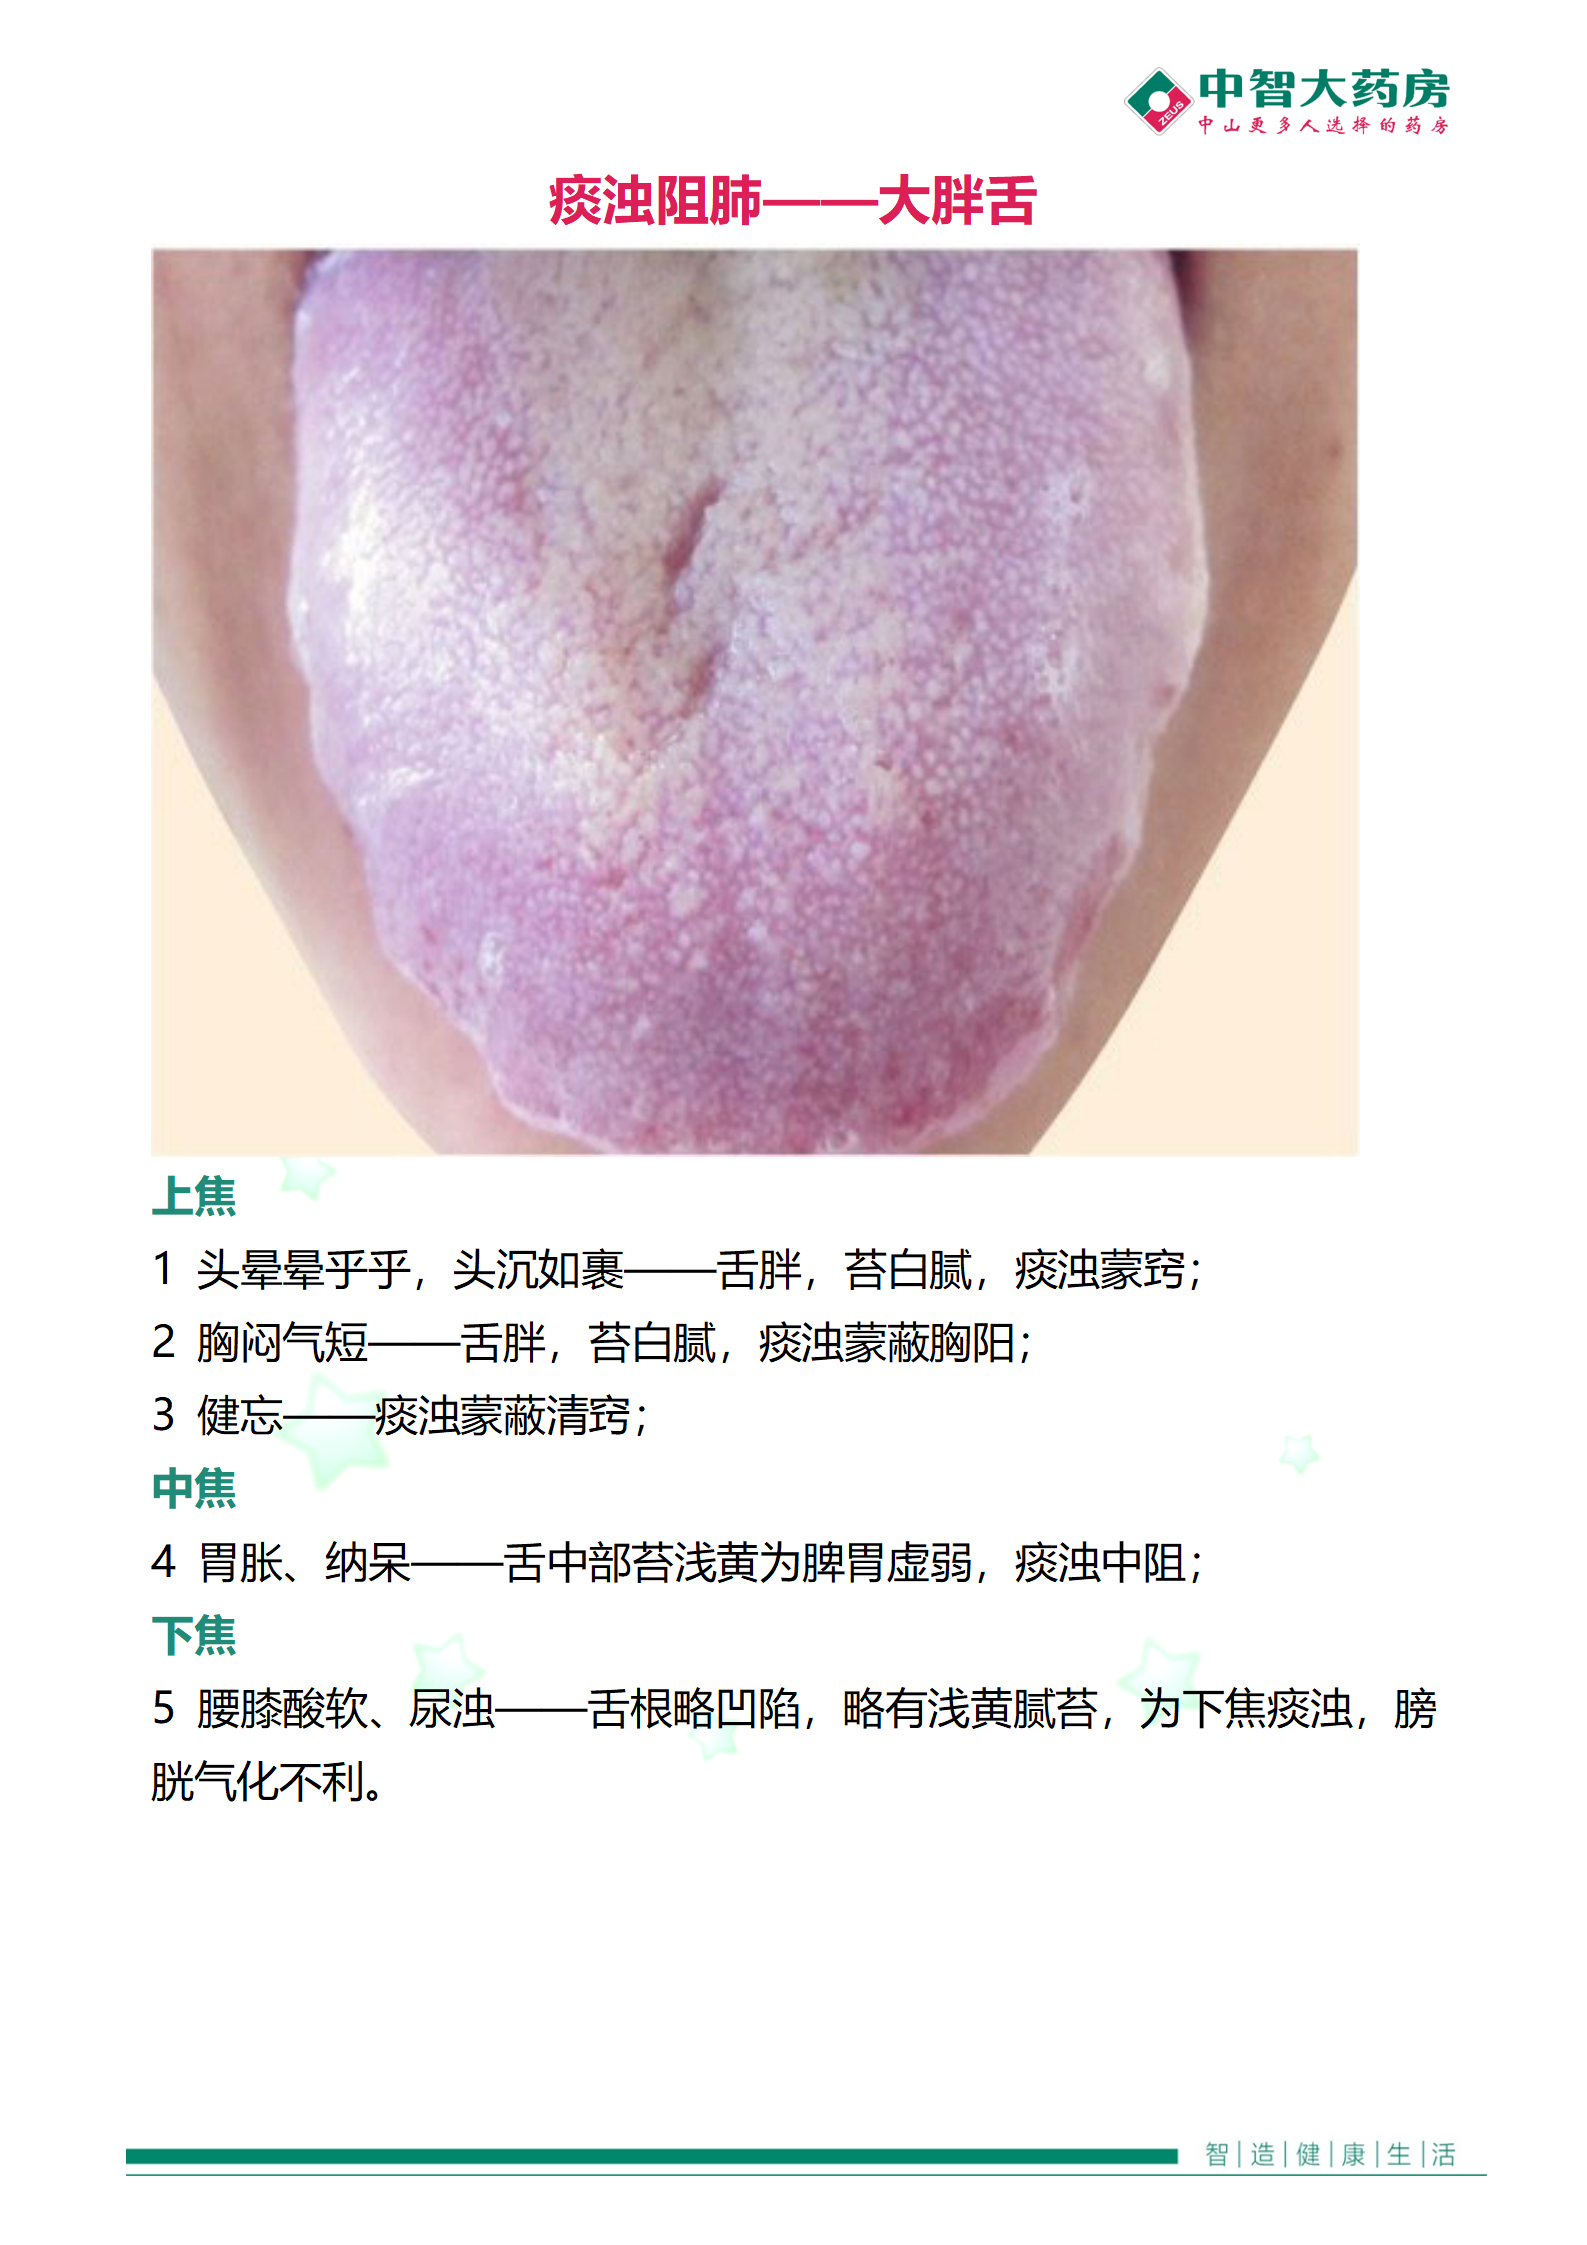 中智大药房
ZEUS
中山更多人选择的药房
痰浊阻肺——大胖舌
上焦
1 头晕晕乎乎，头沉如裹——舌胖，苔白腻，痰浊蒙窍；
2 胸闷气短——舌胖，苔白腻，痰浊蒙蔽胸阳；
3 健忘——痰浊蒙蔽清窍；
中焦
4 胃胀、纳呆——舌中部苔浅黄为脾胃虚弱，痰浊中阻；
下焦
5 腰膝酸软、尿浊——舌根略凹陷，略有浅黄腻苔，为下焦痰浊，膀
胱气化不利。
智|造|健|康|生|活